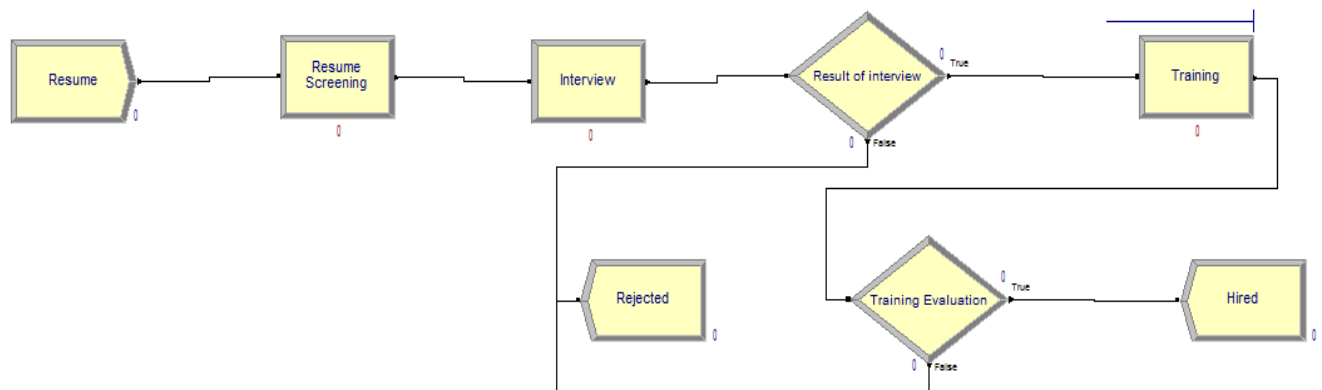 Resume
0
Resume
Screening
0
Interview
0
Result of interview
0
True
0
False
Training
0
Rejected
0
Training Evaluation
0
True
0
False
Hired
0